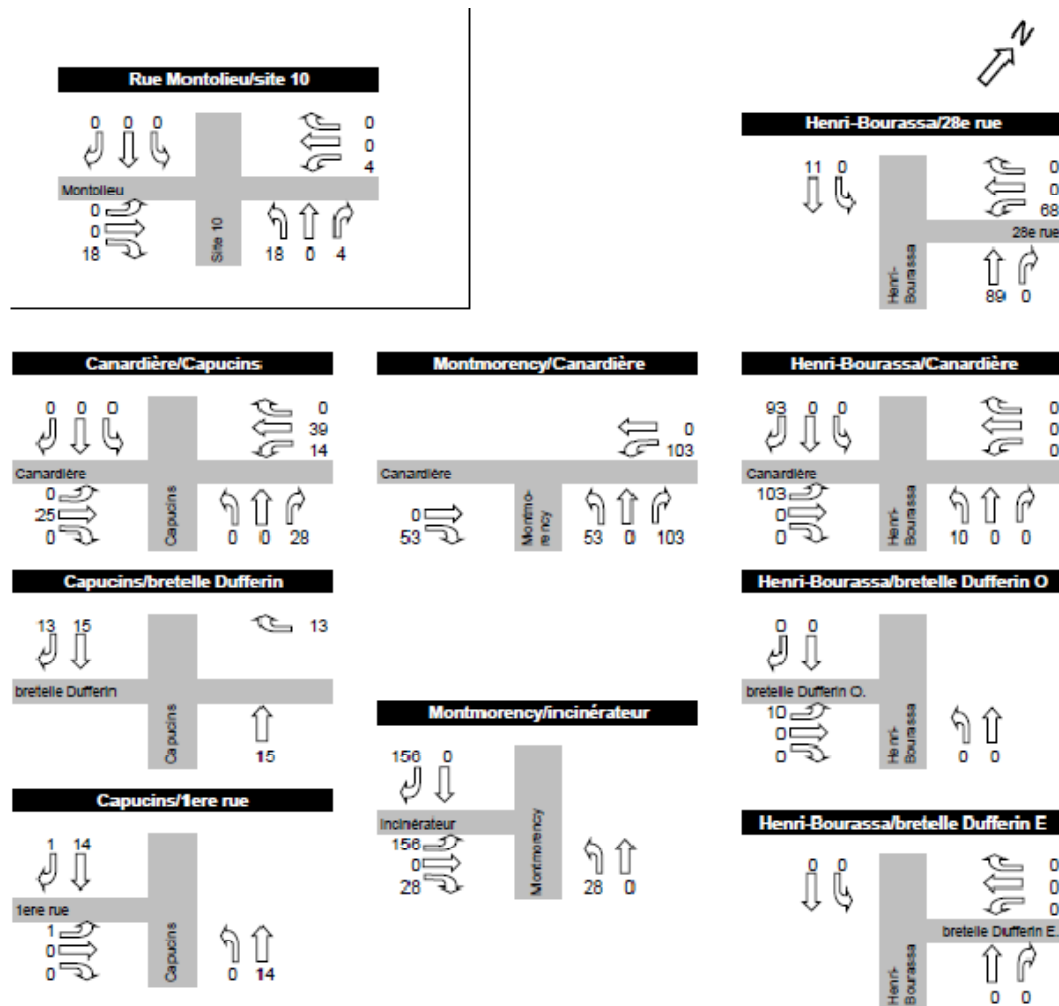 N
Rue Montolieu/site 10
0 0 0
0
0
4
Montolieu
0
0
18
Site 10
18 0 4
Henri-Bourassa/28e rue
11 0
0
0
68
28e rue
Henri-
Bourassa
89 0
Canardière/Capucins
0 0 0
0
39
14
Canardière
0
25
0
Capucins
0 0 28
Montmorency/Canardière
0
103
Canardière
0
53
Montmo-
rency
53 0 103
Henri-Bourassa/Canardière
93 0 0
0
0
0
Canardière
103
0
0
Henri-
Bourassa
10 0 0
Capucins/bretelle Dufferin
13 15
13
bretelle Dufferin
Capucins
15
Henri-Bourassa/bretelle Dufferin O
0 0
bretelle Dufferin O.
10
0
0
Henri-
Bourassa
0 0
Montmorency/incinérateur
156 0
Incinérateur
156
0
28
Montmorency
28 0
Capucins/1ere rue
1 14
1ere rue
1
0
0
Capucins
0 14
Henri-Bourassa/bretelle Dufferin E
0 0
0
0
0
bretelle Dufferin E.
Henri-
Bourassa
0 0